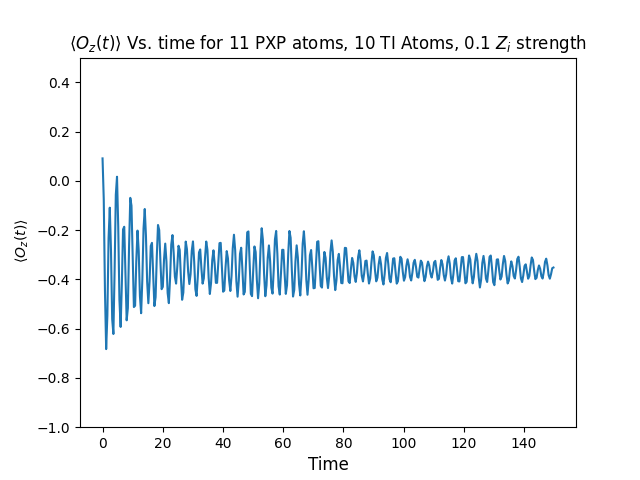 ⟨O_z(t)⟩ Vs. time for 11 PXP atoms, 10 TI Atoms, 0.1 Z_i strength
⟨O_z(t)⟩
0.4
0.2
0.0
−0.2
−0.4
−0.6
−0.8
−1.0
0 20 40 60 80 100 120 140
Time